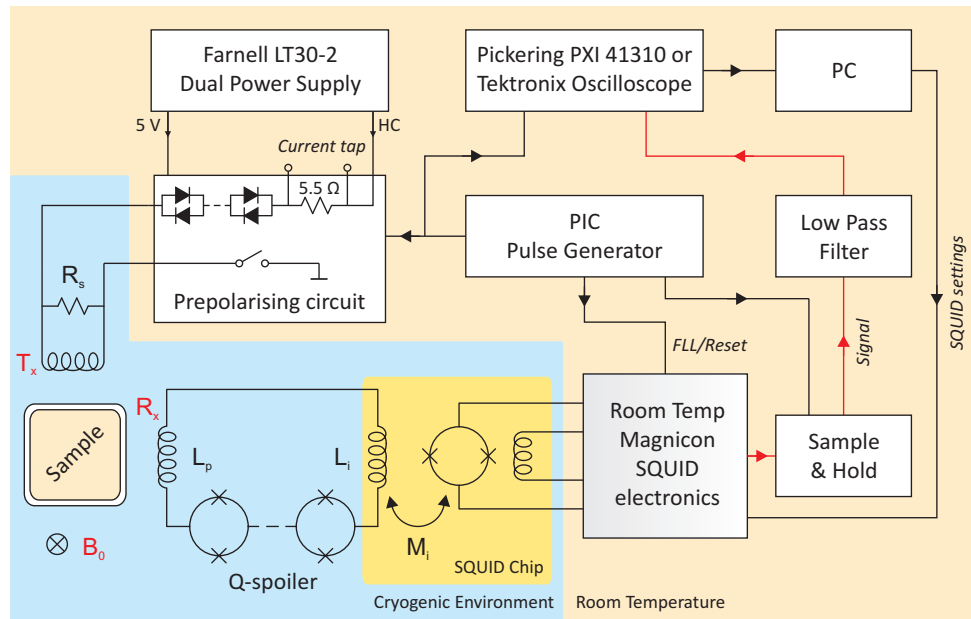 Farnell LT30-2
Dual Power Supply
Pickering PXI 41310 or
Tektronix Oscilloscope
PC
5 V
HC
Current tap
5.5 Ω
Prepolarising circuit
PIC
Pulse Generator
Low Pass
Filter
SQUID settings
Signal
FLL/Reset
Rs
Tx
Sample
B0
Rx
Lp
Li
Mi
Q-spoiler
SQUID Chip
Room Temp
Magnicon
SQUID
electronics
Sample
& Hold
Cryogenic Environment
Room Temperature